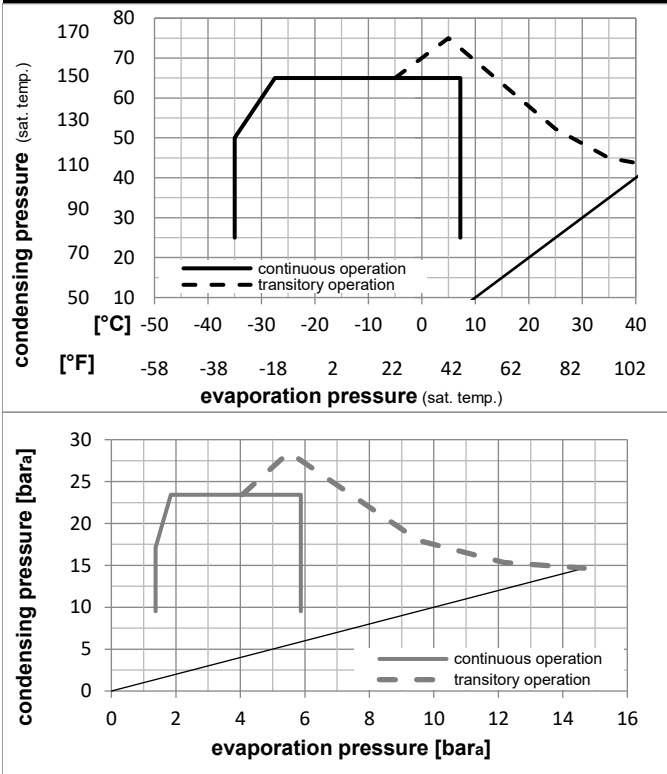 condensing pressure (sat. temp.)
170 80
70
150 60
130 50
110 40
90 30
70 20
50 10
continuous operation
transitory operation
[°C] -50 -40 -30 -20 -10 0 10 20 30 40
[°F] -58 -38 -18 2 22 42 62 82 102
evaporation pressure (sat. temp.)
condensing pressure [bara]
30
25
20
15
10
5
0
continuous operation
transitory operation
0 2 4 6 8 10 12 14 16
evaporation pressure [bara]